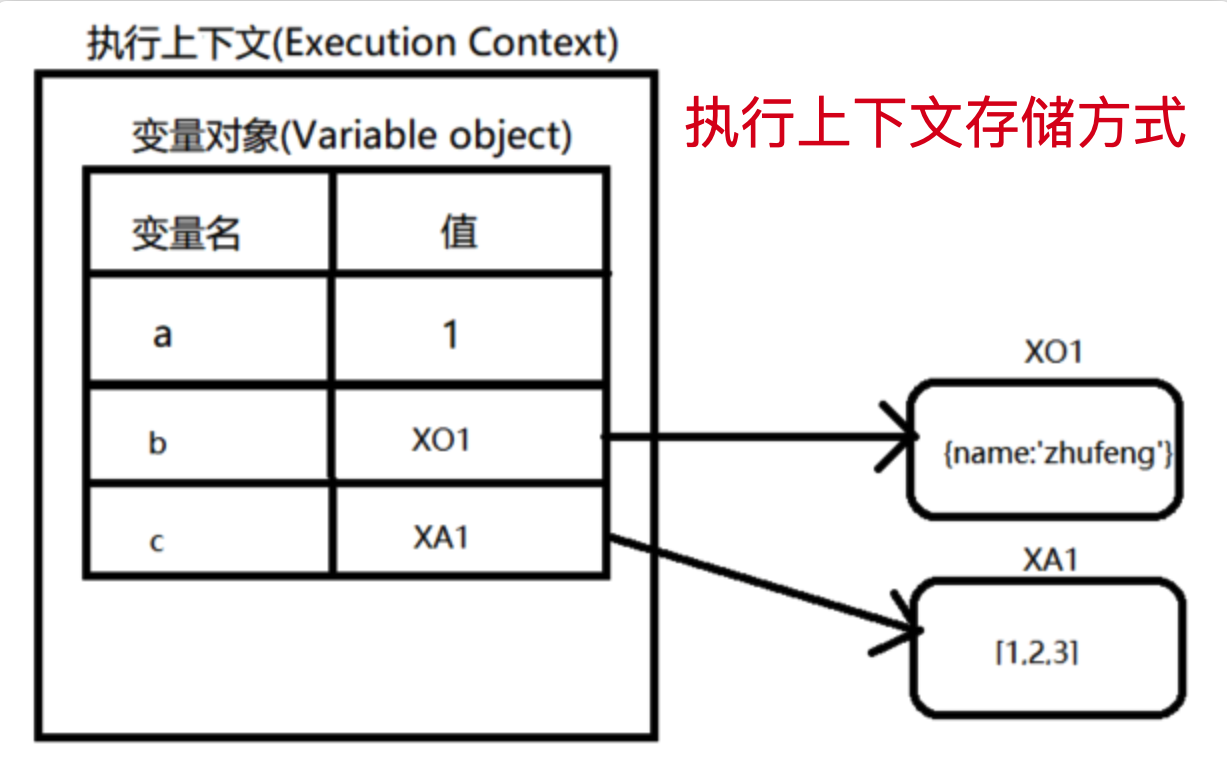 执行上下文(Execution Context)
执行上下文存储方式
变量对象(Variable object)
变量名 值
a 1
b XO1
c XA1
XO1
{name:'zhufeng'}
XA1
[1,2,3]